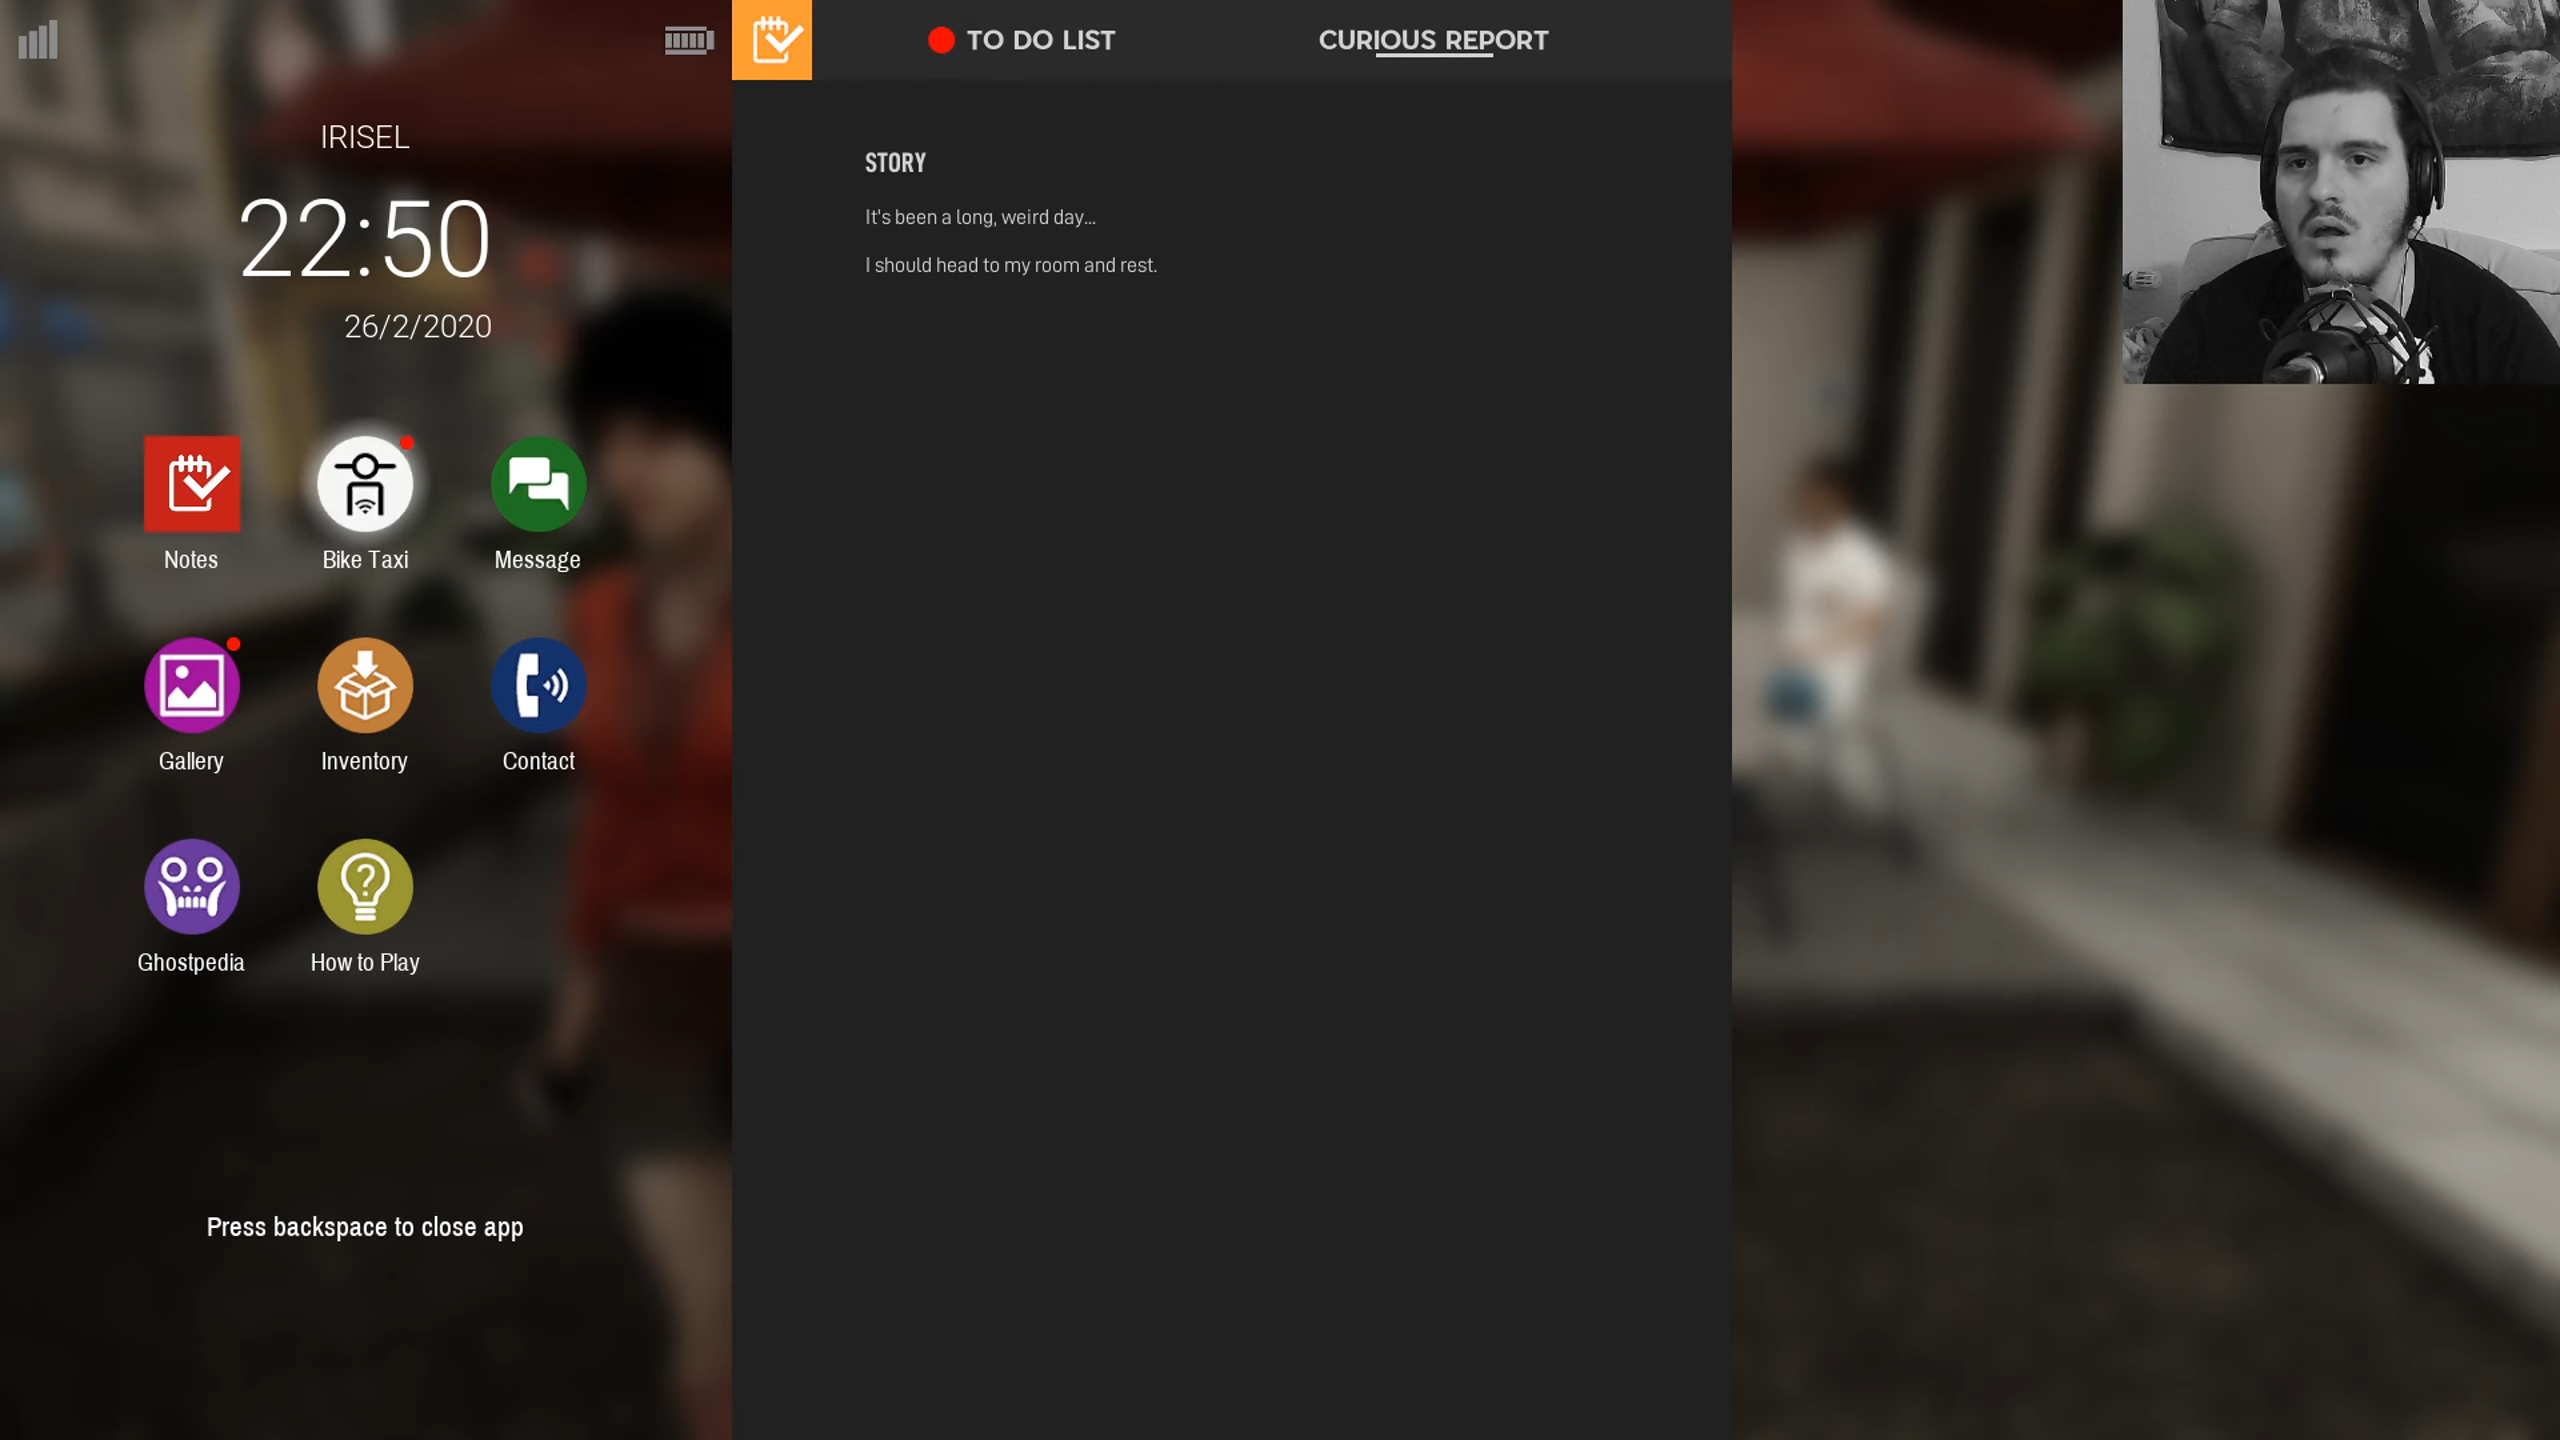 IRISEL
22:50
26/2/2020
Notes
Bike Taxi
Message
Gallery
Inventory
Contact
Ghostpedia
How to Play
Press backspace to close app
TO DO LIST
CURIOUS REPORT
STORY
It's been a long, weird day...
I should head to my room and rest.